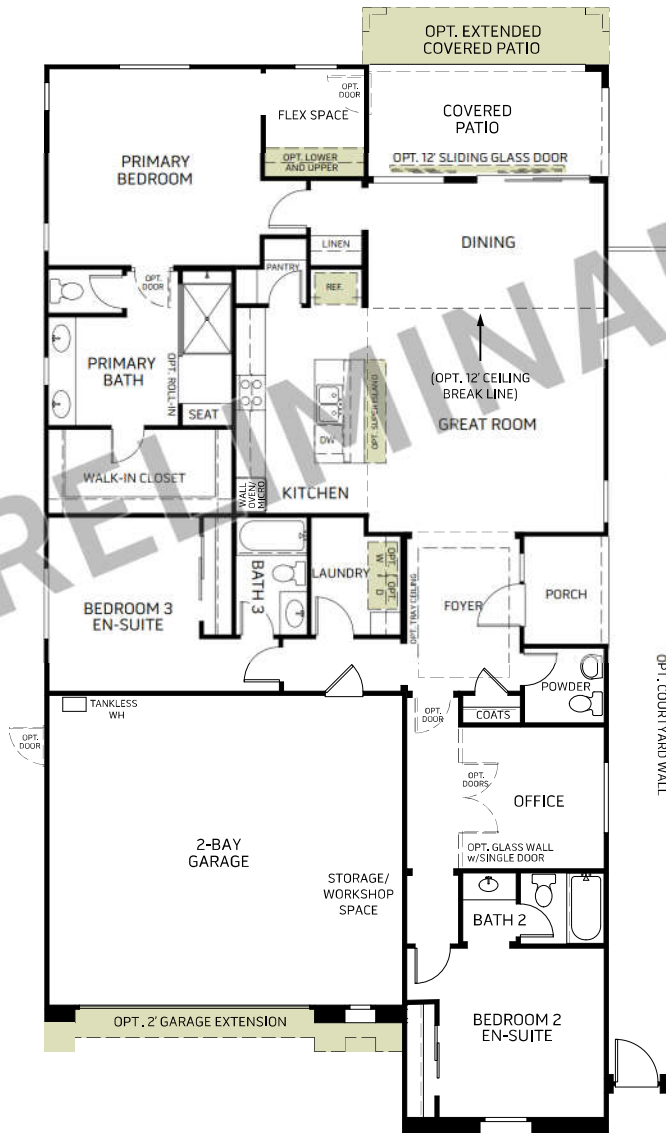 OPT. EXTENDED
COVERED PATIO
OPT.
DOOR
FLEX SPACE
COVERED
PATIO
OPT. LOWER
AND UPPER
OPT. 12' SLIDING GLASS DOOR
PRIMARY
BEDROOM
LINEN
DINING
PANTRY
REF.
OPT.
DOOR
PRIMARY
BATH
OPT. ROLL-IN
SEAT
(OPT. 12' CEILING
BREAK LINE)
GREAT ROOM
OPT. SUPER ISLAND
DW
WALK-IN CLOSET
WALL
OVEN/
MICRO
KITCHEN
RELIMINA
BEDROOM 3
EN-SUITE
BATH 3
LAUNDRY
OPT.
W
OPT.
D
OPT. TRAY CEILING
FOYER
PORCH
POWDER
COATS
OPT.
DOOR
OPT. COURTYARD WALL
TANKLESS
WH
OPT.
DOOR
OPT.
DOORS
OFFICE
OPT. GLASS WALL
w/SINGLE DOOR
2-BAY
GARAGE
STORAGE/
WORKSHOP
SPACE
BATH 2
OPT. 2' GARAGE EXTENSION
BEDROOM 2
EN-SUITE